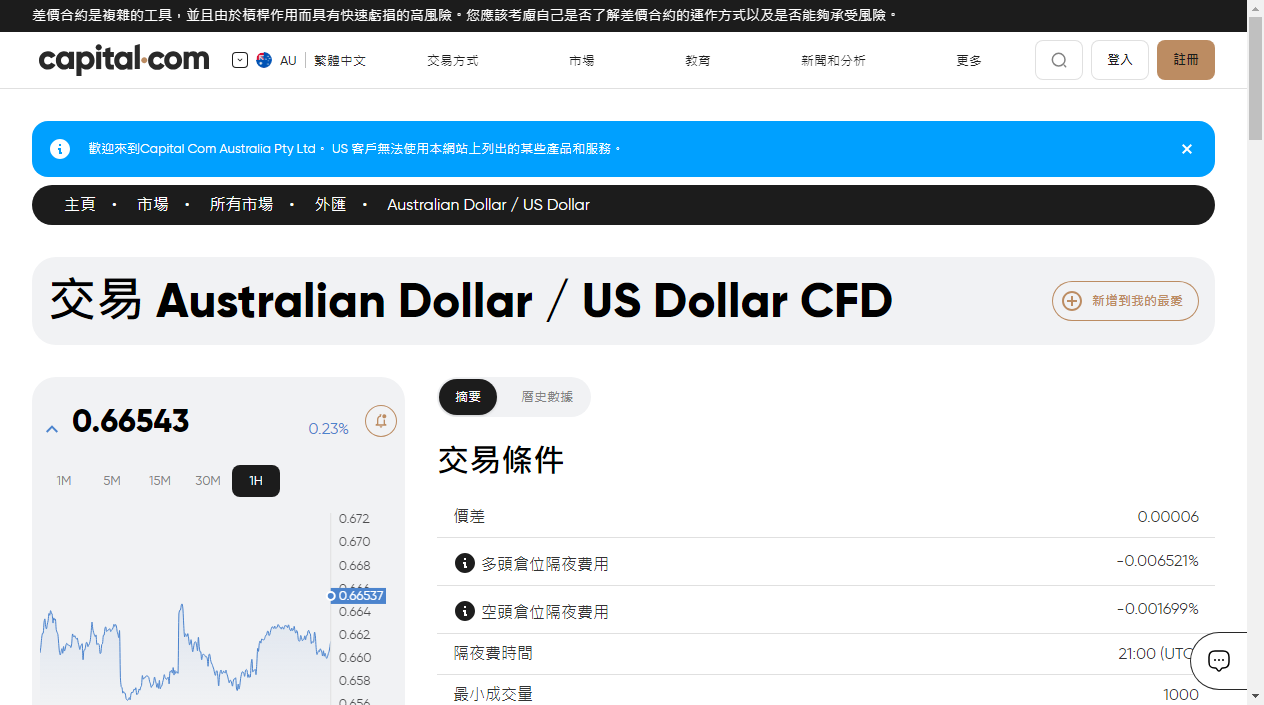 差價合約是複雜的工具，並且由於槓桿作用而具有快速虧損的高風險。您應該考慮自己是否了解差價合約的運作方式以及是否能夠承受風險。
capital.com
AU
繁體中文
交易方式
市場
教育
新聞和分析
更多
登入
註冊
歡迎來到Capital Com Australia Pty Ltd。 US 客戶無法使用本網站上列出的某些產品和服務。
主頁 • 市場 • 所有市場 • 外匯 • Australian Dollar / US Dollar
交易 Australian Dollar / US Dollar CFD
新增到我的最愛
0.66543
0.23%
1M 5M 15M 30M 1H
0.672
0.670
0.668
0.66537
0.664
0.662
0.660
0.658
0.656
摘要
曆史數據
交易條件
價差 0.00006
多頭倉位隔夜費用 -0.006521%
空頭倉位隔夜費用 -0.001699%
隔夜費時間 21:00 (UTC
最小成交量 1000